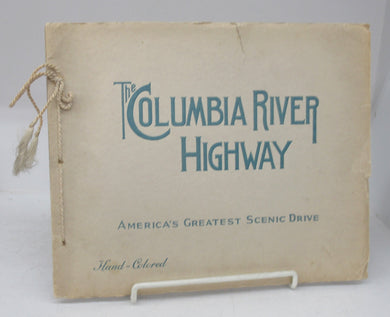 The Columbia River
Highway
America's Greatest Scenic Drive
Hand-Colored